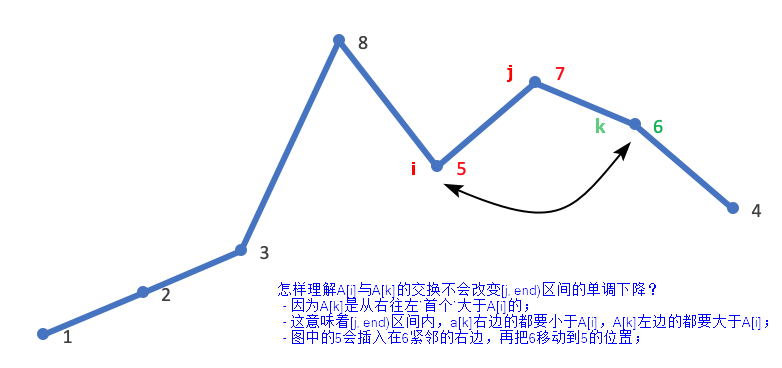 8
j 7
k 6
i 5
4
3
2
1
怎样理解A[i]与A[k]的交换不会改变[j, end)区间的单调下降？
- 因为A[k]是从右往左"首个"大于A[i]的；
- 这意味着[j, end)区间内，a[k]右边的都要小于A[i]，A[k]左边的都要大于A[i]；
- 图中的5会插入在6紧邻的右边，再把6移动到5的位置；